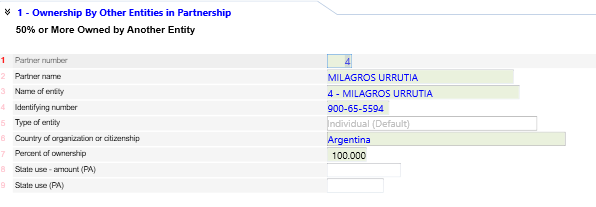 1 - Ownership By Other Entities in Partnership
50% or More Owned by Another Entity
1 Partner number 4
2 Partner name MILAGROS URRUTIA
3 Name of entity 4 - MILAGROS URRUTIA
4 Identifying number 900-65-5594
5 Type of entity Individual (Default)
6 Country of organization or citizenship Argentina
7 Percent of ownership 100.000
8 State use - amount (PA)
9 State use (PA)